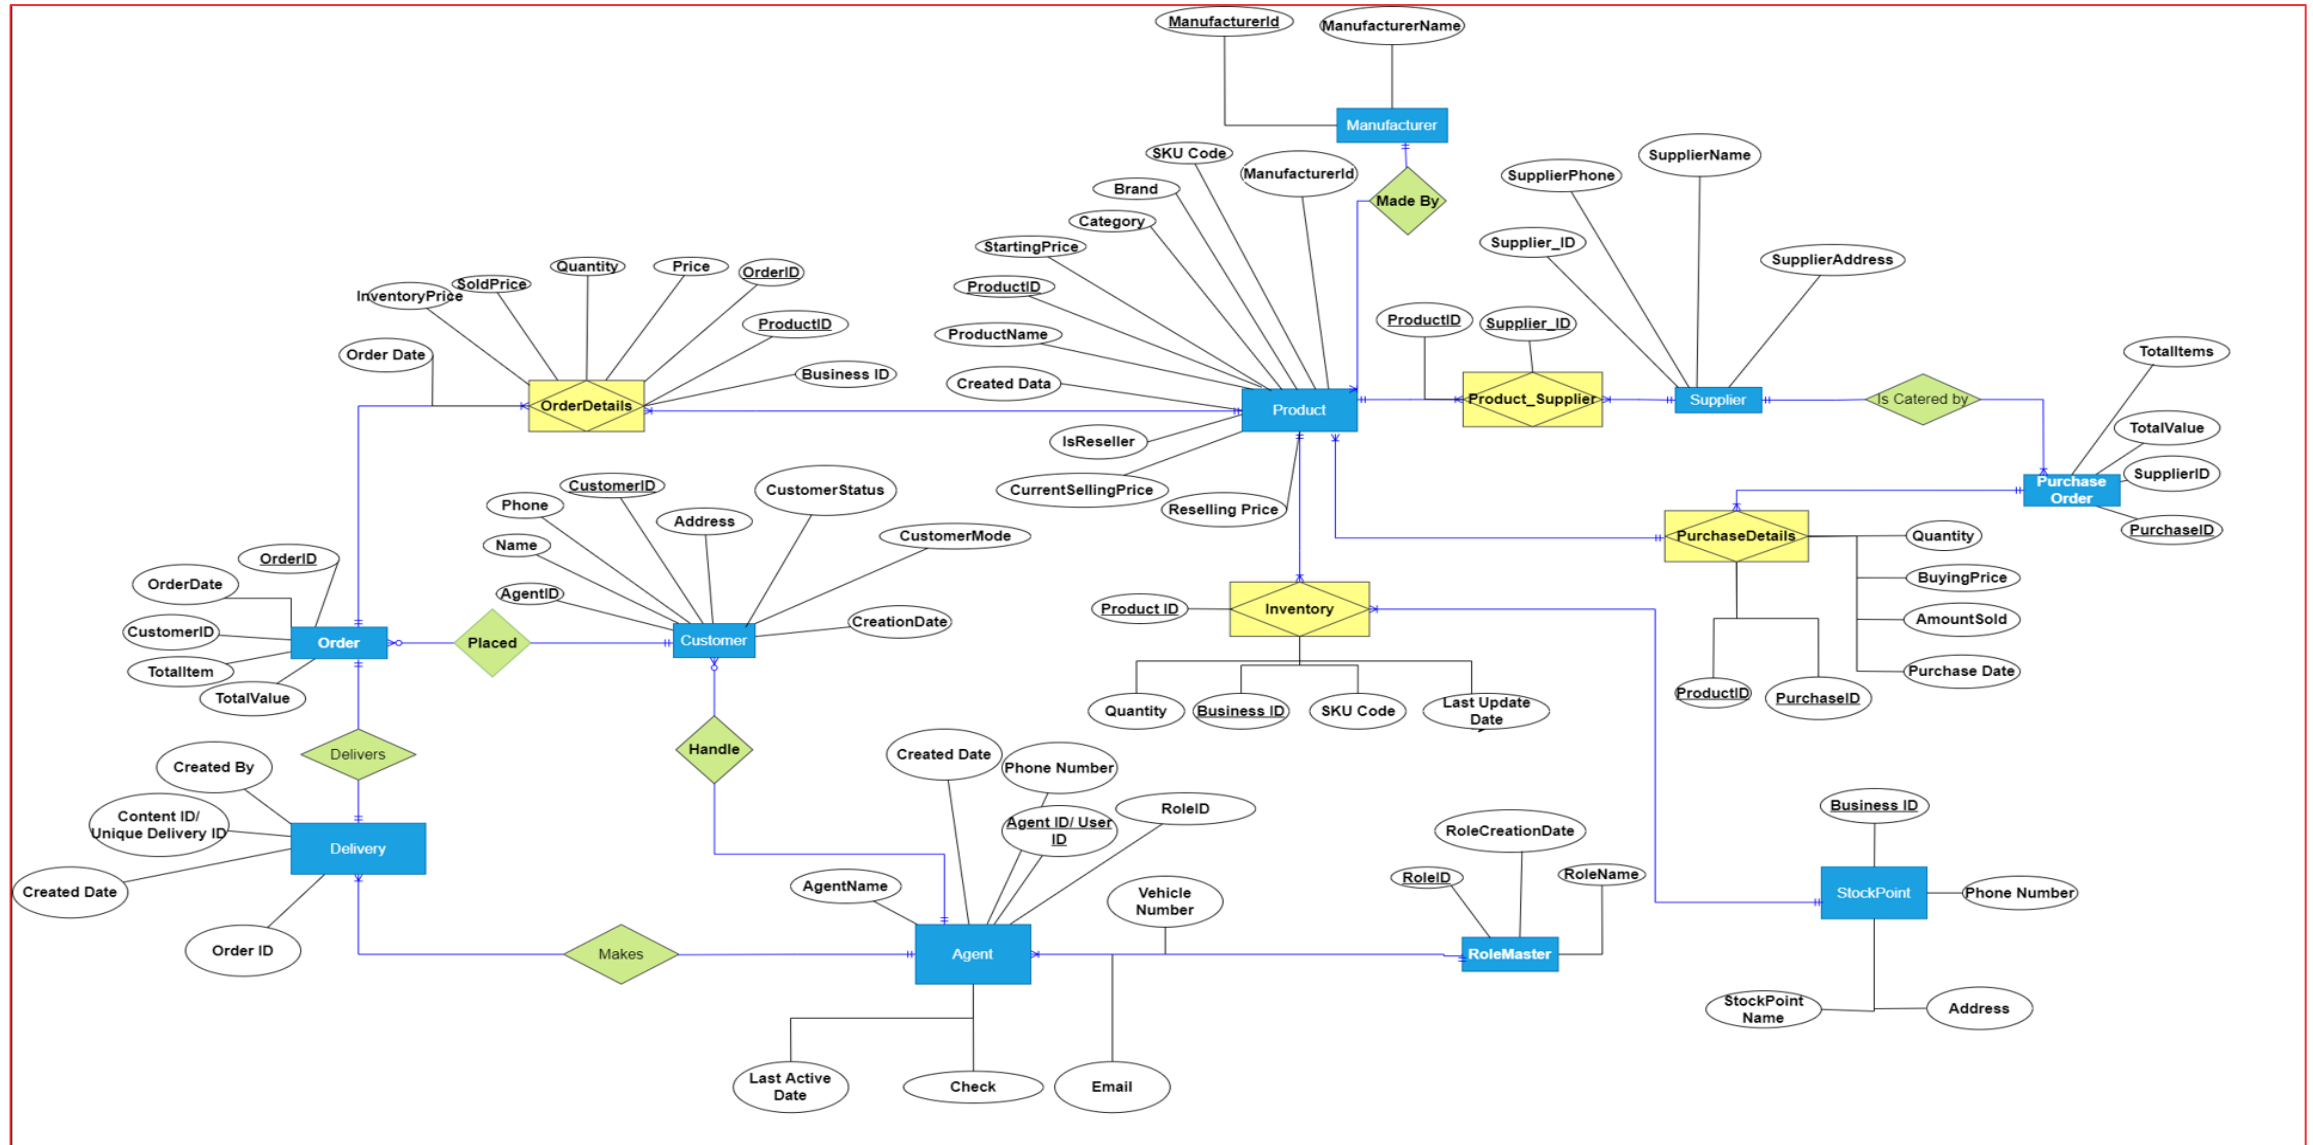 ManufacturerId
ManufacturerName
Manufacturer
SKU Code
ManufacturerId
Brand
Category
StartingPrice
ProductID
ProductName
Created Data
IsReseller
CurrentSellingPrice
Reselling Price
Product
Made By
SupplierName
SupplierPhone
Supplier_ID
SupplierAddress
ProductID
Supplier_ID
Product_Supplier
Supplier
Is Catered by
TotalItems
TotalValue
SupplierID
PurchaseID
Purchase
Order
InventoryPrice
SoldPrice
Quantity
Price
OrderID
ProductID
Business ID
Order Date
OrderDetails
PurchaseDetails
Quantity
BuyingPrice
AmountSold
Purchase Date
ProductID
PurchaseID
Phone
CustomerID
CustomerStatus
Address
Name
CustomerMode
AgentID
CreationDate
Customer
OrderID
OrderDate
CustomerID
TotalItem
TotalValue
Order
Placed
Product ID
Inventory
Quantity
Business ID
SKU Code
Last Update
Date
Delivers
Handle
Created By
Content ID/
Unique Delivery ID
Created Date
Order ID
Delivery
Makes
Created Date
Phone Number
Agent ID/ User
ID
RoleID
AgentName
Agent
Vehicle
Number
Last Active
Date
Check
Email
RoleCreationDate
RoleID
RoleName
RoleMaster
Business ID
StockPoint
Phone Number
StockPoint
Name
Address